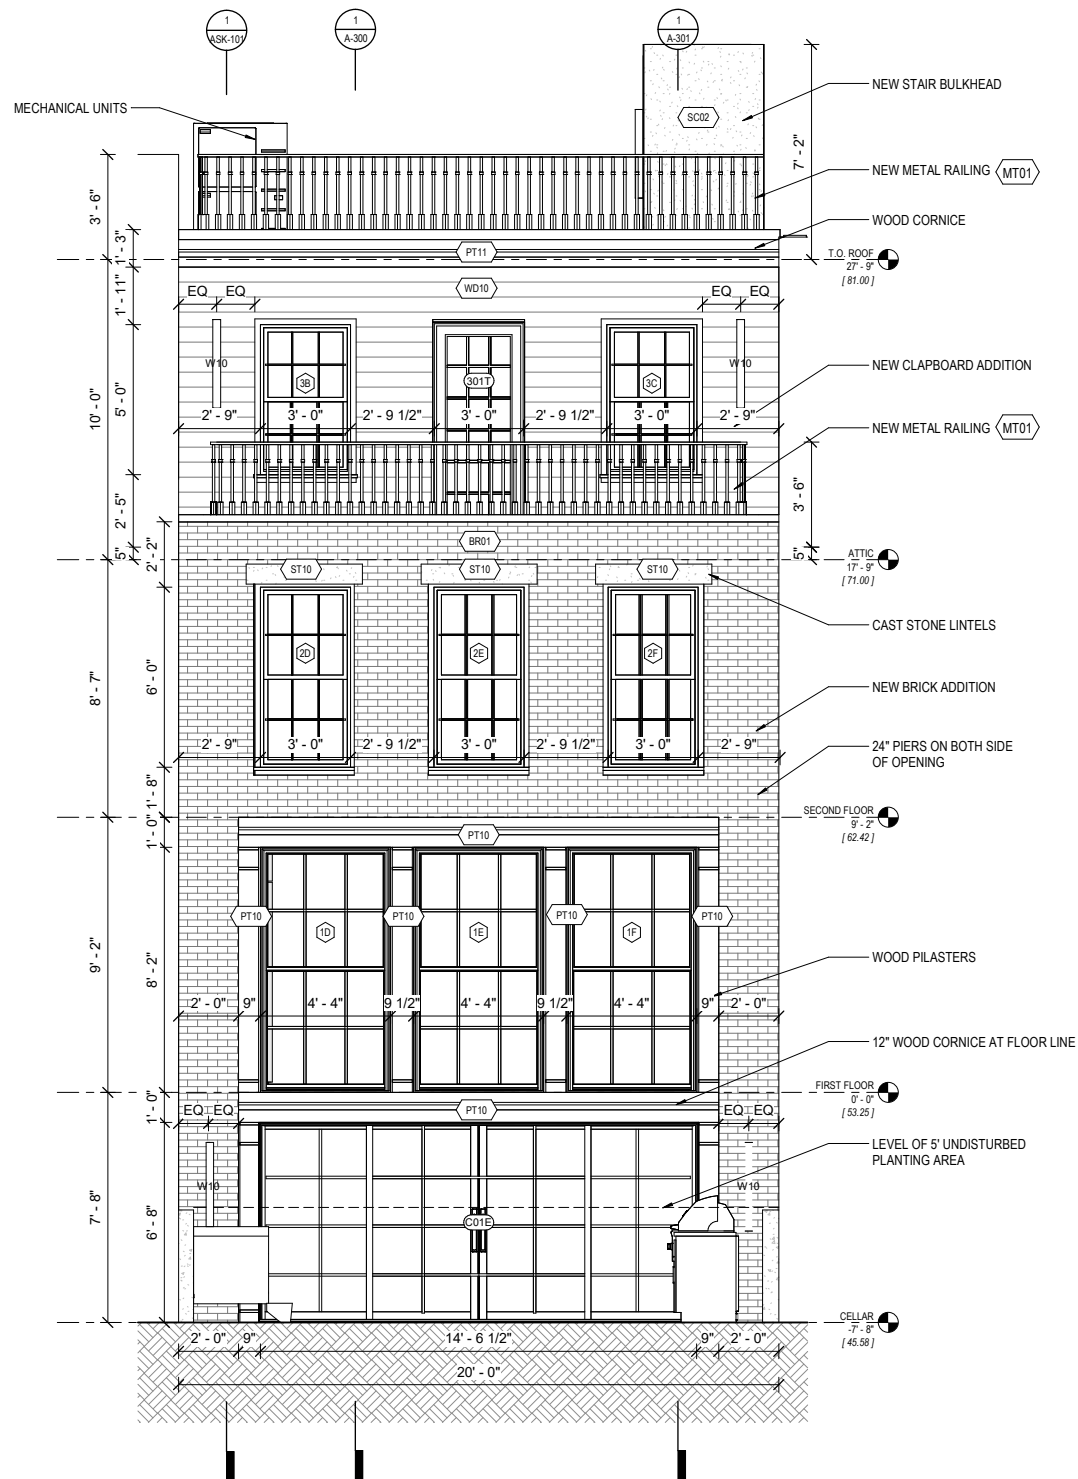 1
ASK-101
1
A-300
1
A-301
MECHANICAL UNITS
NEW STAIR BULKHEAD
SC02
7' - 2"
NEW METAL RAILING
MT01
3' - 6"
WOOD CORNICE
1' - 3"
PT11
T.O. ROOF
27' - 9"
[ 81.00 ]
WD10
EQ
EQ
EQ
EQ
1' - 11"
W10
W10
3B
301T
3C
NEW CLAPBOARD ADDITION
10' - 0"
5' - 0"
2' - 9"
3' - 0"
2' - 9 1/2"
3' - 0"
2' - 9 1/2"
3' - 0"
2' - 9"
NEW METAL RAILING
MT01
3' - 6"
2' - 5"
BR01
5"
2' - 2"
5"
ATTIC
17' - 9"
[ 71.00 ]
ST10
ST10
ST10
CAST STONE LINTELS
2D
2E
2F
6' - 0"
8' - 7"
NEW BRICK ADDITION
2' - 9"
3' - 0"
2' - 9 1/2"
3' - 0"
2' - 9 1/2"
3' - 0"
2' - 9"
24" PIERS ON BOTH SIDE
OF OPENING
1' - 8"
SECOND FLOOR
9' - 2"
[ 62.42 ]
1' - 0"
PT10
PT10
PT10
PT10
PT10
1D
1E
1F
WOOD PILASTERS
9' - 2"
8' - 2"
2' - 0"
9"
4' - 4"
9 1/2"
4' - 4"
9 1/2"
4' - 4"
9"
2' - 0"
12" WOOD CORNICE AT FLOOR LINE
FIRST FLOOR
0' - 0"
[ 53.25 ]
1' - 0"
EQ
EQ
PT10
EQ
EQ
LEVEL OF 5' UNDISTURBED
PLANTING AREA
W10
W10
7' - 8"
6' - 8"
C01E
CELLAR
-7' - 8"
[ 45.58 ]
2' - 0"
9"
14' - 6 1/2"
9"
2' - 0"
20' - 0"